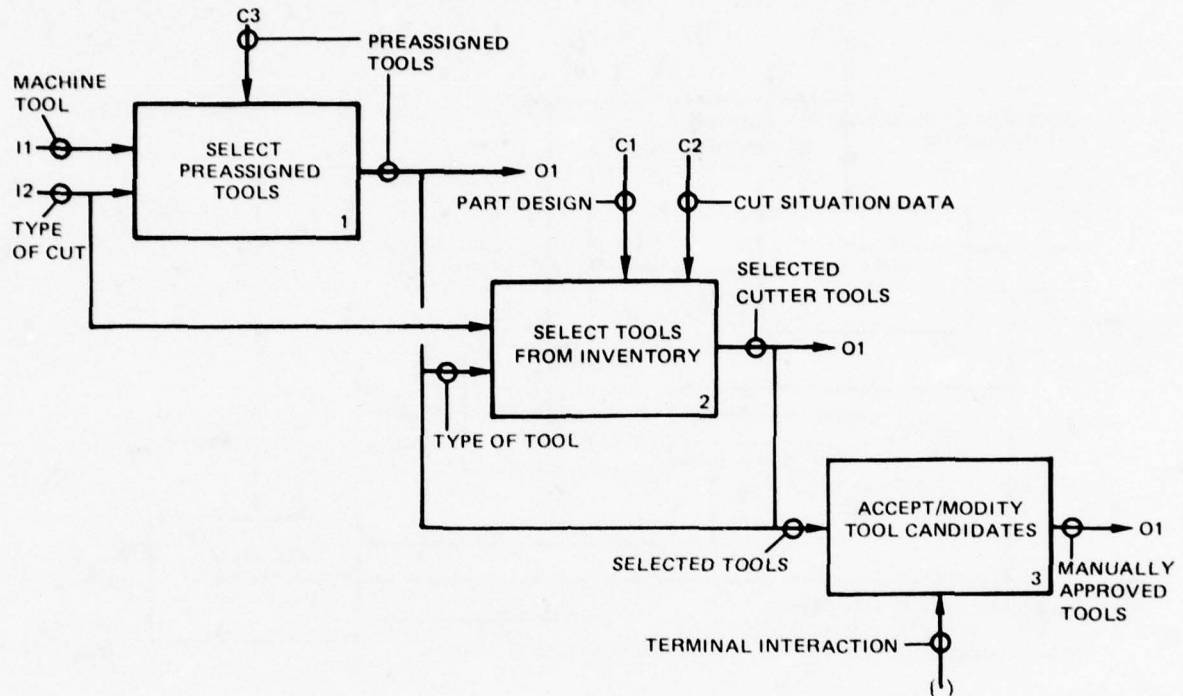 C3
PREASSIGNED
TOOLS
MACHINE
TOOL
I1
I2
TYPE
OF CUT
SELECT
PREASSIGNED
TOOLS
1
O1
C1
C2
PART DESIGN
CUT SITUATION DATA
SELECTED
CUTTER TOOLS
SELECT TOOLS
FROM INVENTORY
2
O1
TYPE OF TOOL
ACCEPT/MODITY
TOOL CANDIDATES
3
O1
SELECTED TOOLS
MANUALLY
APPROVED
TOOLS
TERMINAL INTERACTION